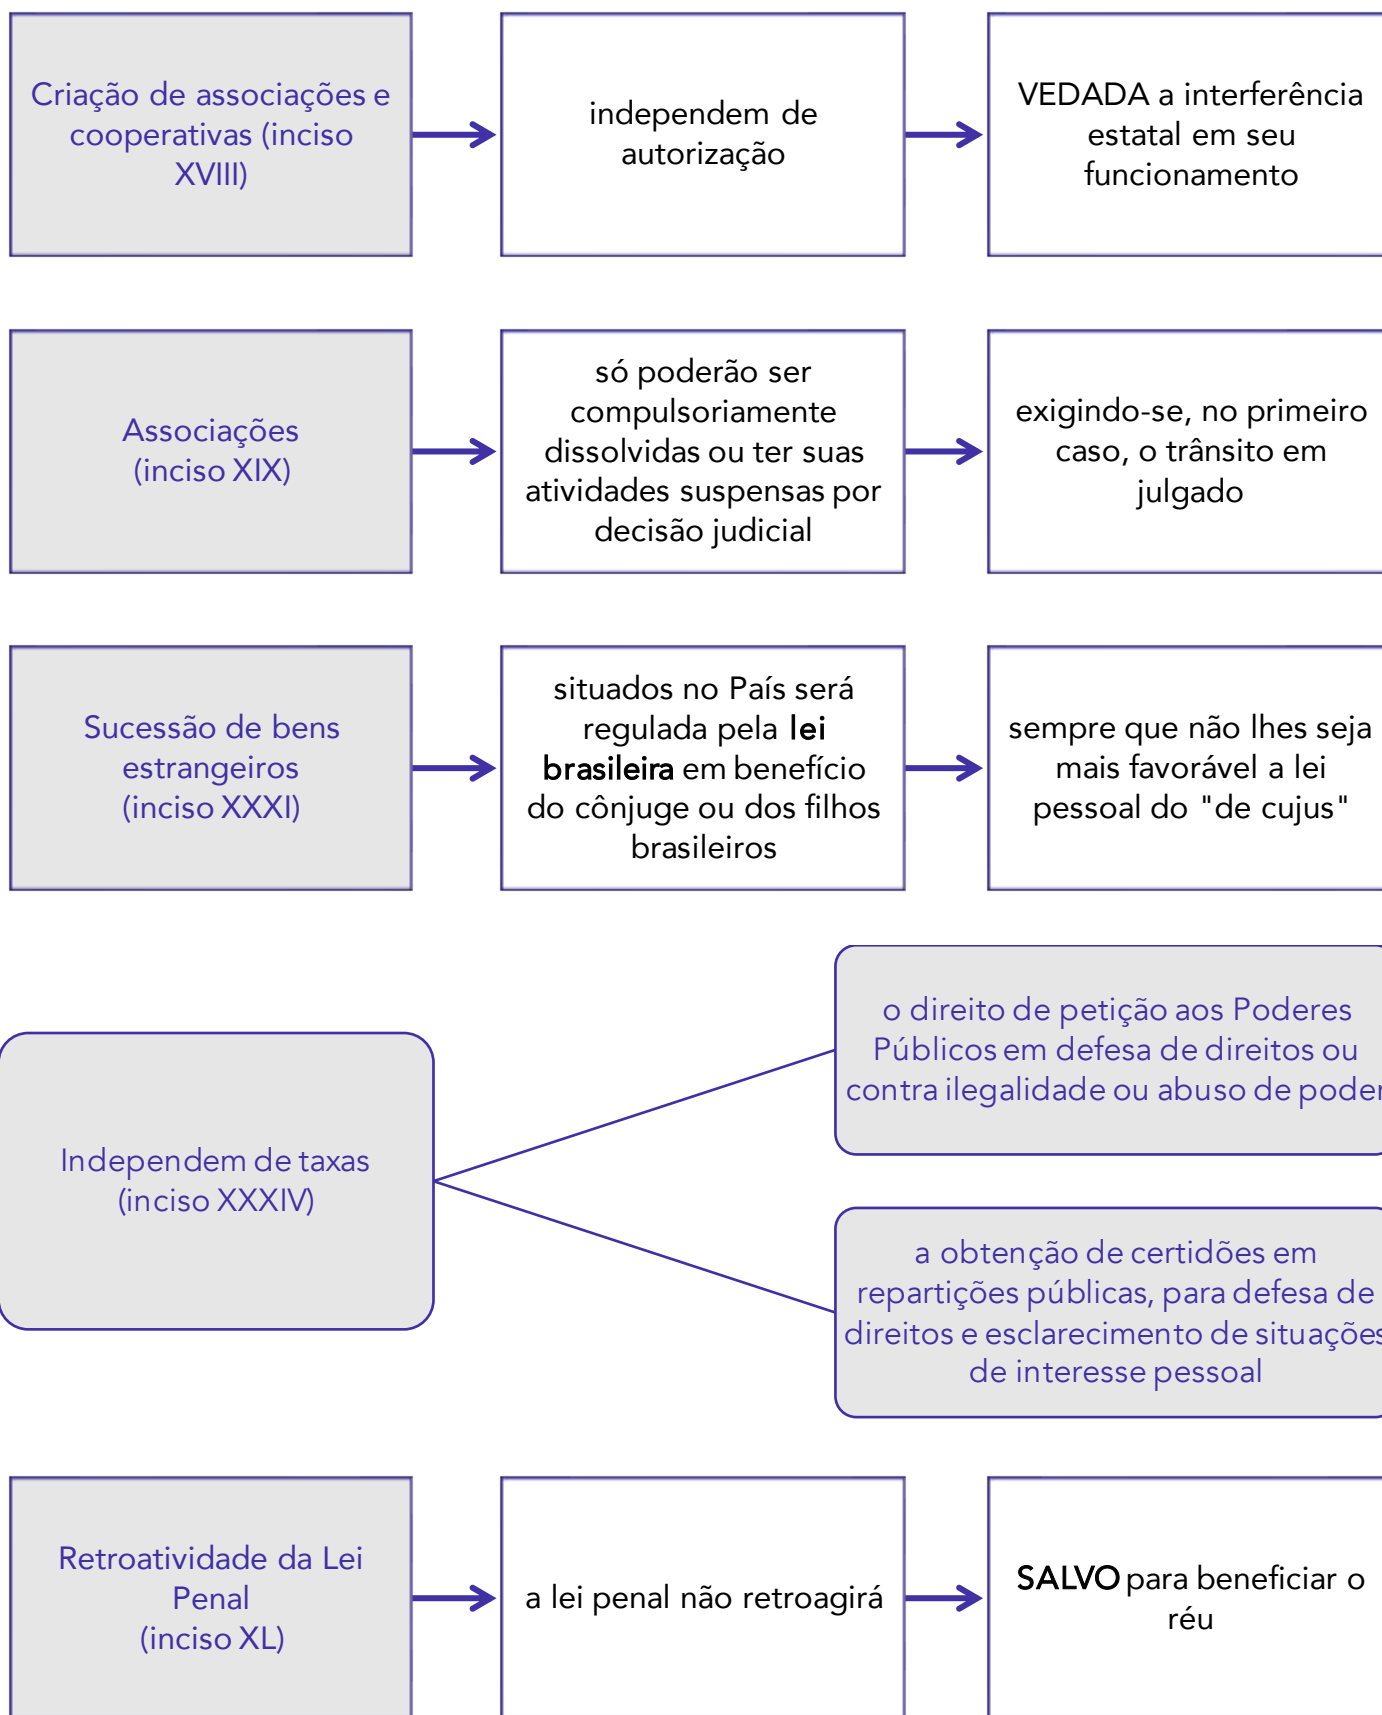 Criação de associações e
cooperativas (inciso
XVIII)
independem de
autorização
VEDADA a interferência
estatal em seu
funcionamento
Associações
(inciso XIX)
só poderão ser
compulsoriamente
dissolvidas ou ter suas
atividades suspensas por
decisão judicial
exigindo-se, no primeiro
caso, o trânsito em
julgado
Sucessão de bens
estrangeiros
(inciso XXXI)
situados no País será
regulada pela lei
brasileira em benefício
do cônjuge ou dos filhos
brasileiros
sempre que não lhes seja
mais favorável a lei
pessoal do "de cujus"
Independem de taxas
(inciso XXXIV)
o direito de petição aos Poderes
Públicos em defesa de direitos ou
contra ilegalidade ou abuso de poder
a obtenção de certidões em
repartições públicas, para defesa de
direitos e esclarecimento de situações
de interesse pessoal
Retroatividade da Lei
Penal
(inciso XL)
a lei penal não retroagirá
SALVO para beneficiar o
réu